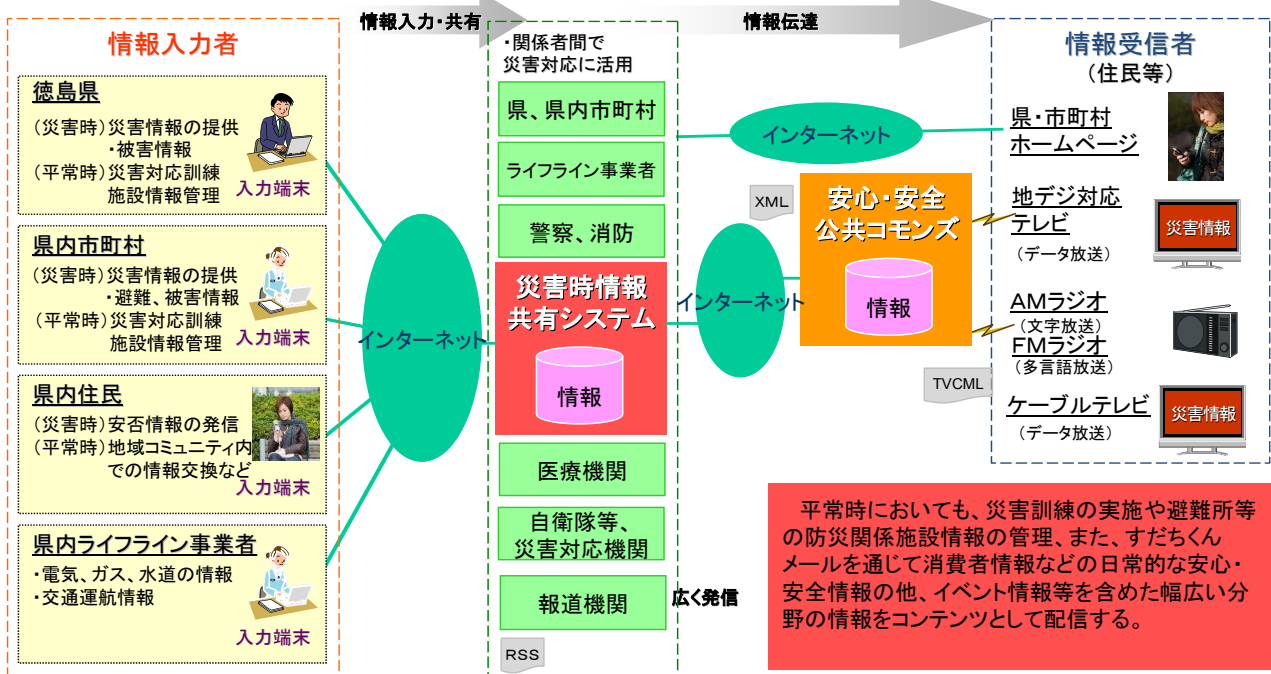 情報入力・共有
情報伝達
情報入力者
徳島県
(災害時)災害情報の提供
・被害情報
(平常時)災害対応訓練
施設情報管理
入力端末
県内市町村
(災害時)災害情報の提供
・避難、被害情報
(平常時)災害対応訓練
施設情報管理
入力端末
県内住民
(災害時)安否情報の発信
(平常時)地域コミュニティ内
での情報交換など
入力端末
県内ライフライン事業者
・電気、ガス、水道の情報
・交通運航情報
入力端末
インターネット
・関係者間で
災害対応に活用
県、県内市町村
ライフライン事業者
警察、消防
災害時情報
共有システム
情報
医療機関
自衛隊等、
災害対応機関
報道機関
RSS
広く発信
インターネット
インターネット
XML
安心・安全
公共コモンズ
情報
TVCML
情報受信者
(住民等)
県・市町村
ホームページ
地デジ対応
テレビ
(データ放送)
災害情報
AMラジオ
(文字放送)
FMラジオ
(多言語放送)
ケーブルテレビ
(データ放送)
災害情報
平常時においても、災害訓練の実施や避難所等
の防災関係施設情報の管理、また、すだちくん
メールを通じて消費者情報などの日常的な安心・
安全情報の他、イベント情報等を含めた幅広い分
野の情報をコンテンツとして配信する。